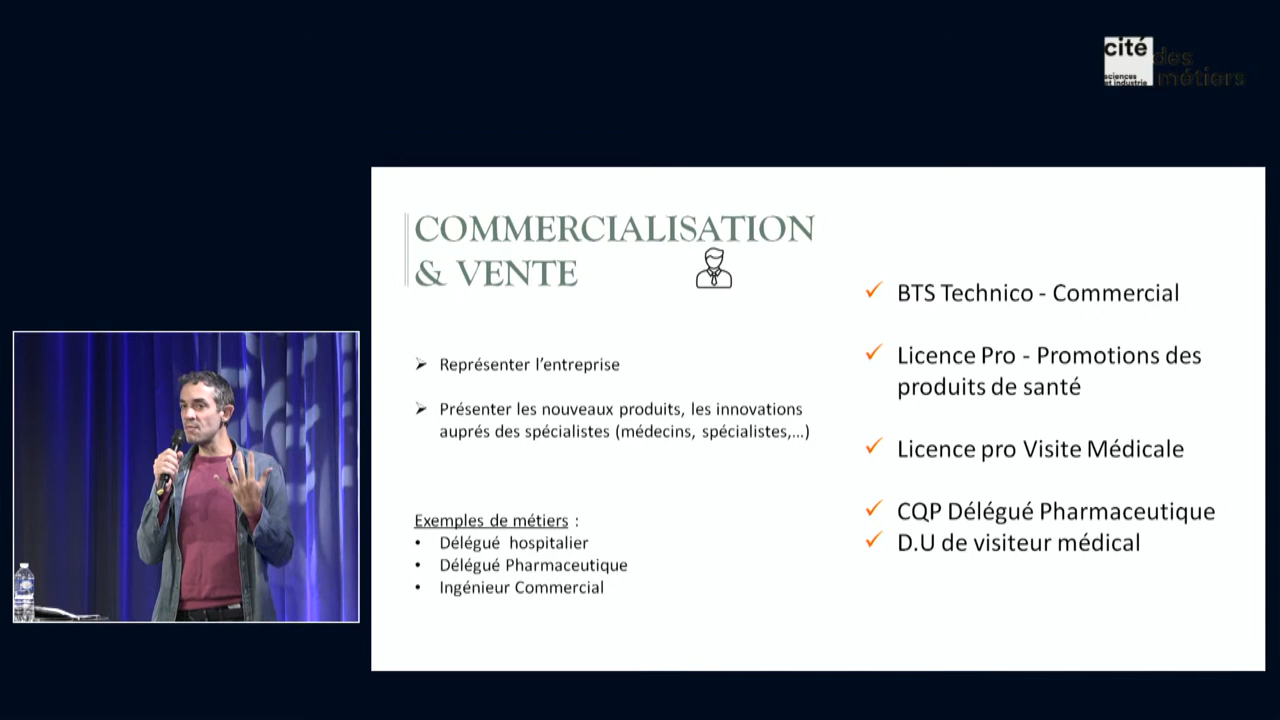 cité
sciences
et industrie
des
métiers
COMMERCIALISATION
& VENTE
Représenter l’entreprise
Présenter les nouveaux produits, les innovations
auprés des spécialistes (médecins, spécialistes,...)
Exemples de métiers :
Délégué hospitalier
Délégué Pharmaceutique
Ingénieur Commercial
BTS Technico - Commercial
Licence Pro - Promotions des
produits de santé
Licence pro Visite Médicale
CQP Délégué Pharmaceutique
D.U de visiteur médical